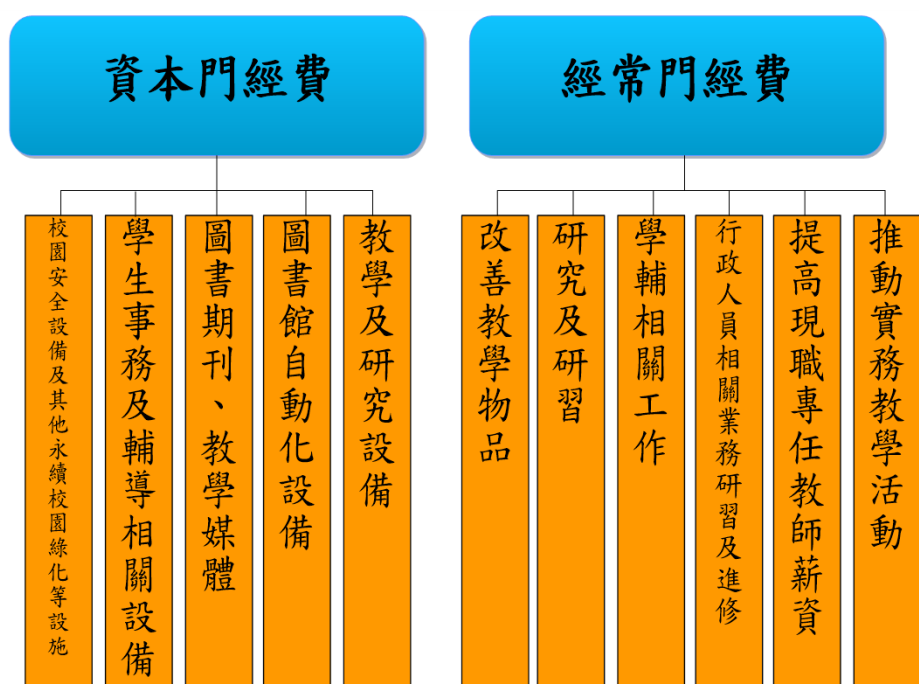 資本門經費
經常門經費
校園安全設備及其他永續校園綠化等設施
學生事務及輔導相關設備
圖書期刊、教學媒體
圖書館自動化設備
教學及研究設備
改善教學物品
研究及研習
學輔相關工作
行政人員相關業務研習及進修
提高現職專任教師薪資
推動實務教學活動